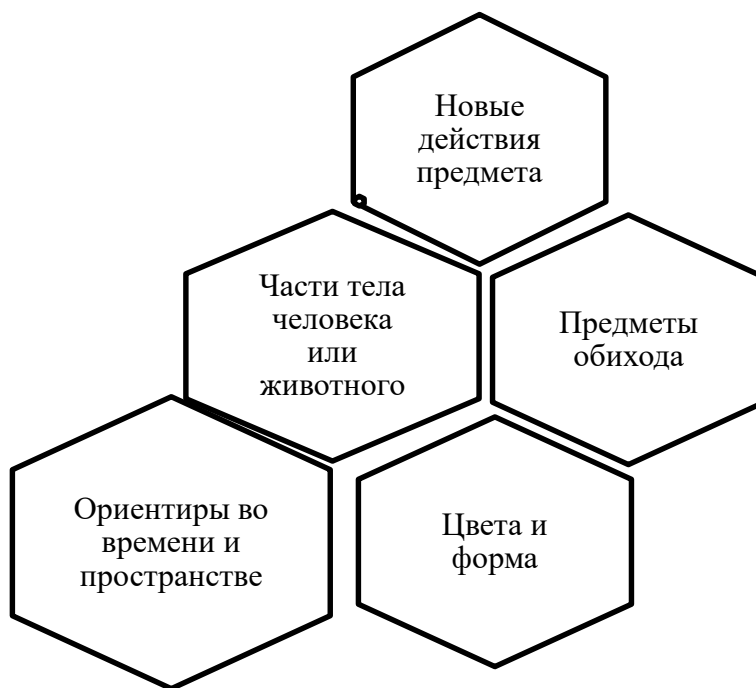 Новые
действия
предмета
Части тела
человека
или
животного
Предметы
обихода
Ориентиры во
времени и
пространстве
Цвета и
форма